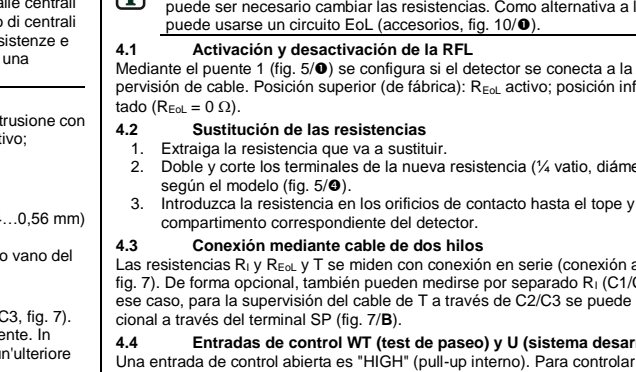 alle centrali
o di centrali
sistenze e
una
trusione con
tivo;
…0,56 mm)
o vano del
C3, fig. 7).
ente. In
un'ulteriore
puede ser necesario cambiar las resistencias. Como alternativa a l
puede usarse un circuito EoL (accesorios, fig. 10/❶).
4.1 Activación y desactivación de la RFL
Mediante el puente 1 (fig. 5/❶) se configura si el detector se conecta a la
pervisión de cable. Posición superior (de fábrica): REoL activo; posición inf
tado (REoL = 0 Ω).
4.2 Sustitución de las resistencias
1. Extraiga la resistencia que va a sustituir.
2. Doble y corte los terminales de la nueva resistencia (¼ vatio, diáme
según el modelo (fig. 5/❹).
3. Introduzca la resistencia en los orificios de contacto hasta el tope y
compartimento correspondiente del detector.
4.3 Conexión mediante cable de dos hilos
Las resistencias RI y REoL y T se miden con conexión en serie (conexión a
fig. 7). De forma opcional, también pueden medirse por separado RI (C1/C
ese caso, para la supervisión del cable de T a través de C2/C3 se puede
cional a través del terminal SP (fig. 7/B).
4.4 Entradas de control WT (test de paseo) y U (sistema desar
Una entrada de control abierta es "HIGH" (pull-up interno). Para controlar